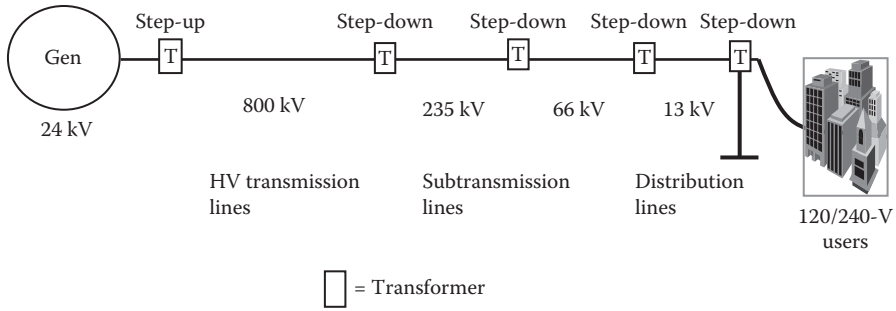 Step-up
Step-down
Step-down
Step-down
Step-down
Gen
T
T
T
T
T
24 kV
800 kV
235 kV
66 kV
13 kV
HV transmission
lines
Subtransmission
lines
Distribution
lines
120/240-V
users
= Transformer